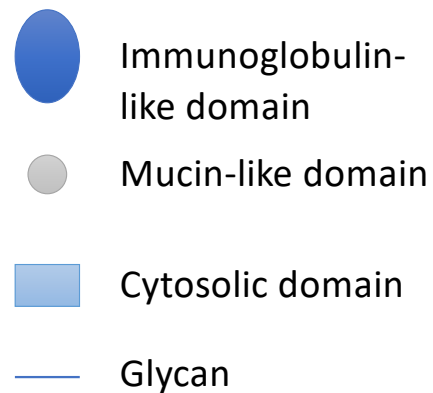 Immunoglobulin-
like domain
Mucin-like domain
Cytosolic domain
Glycan